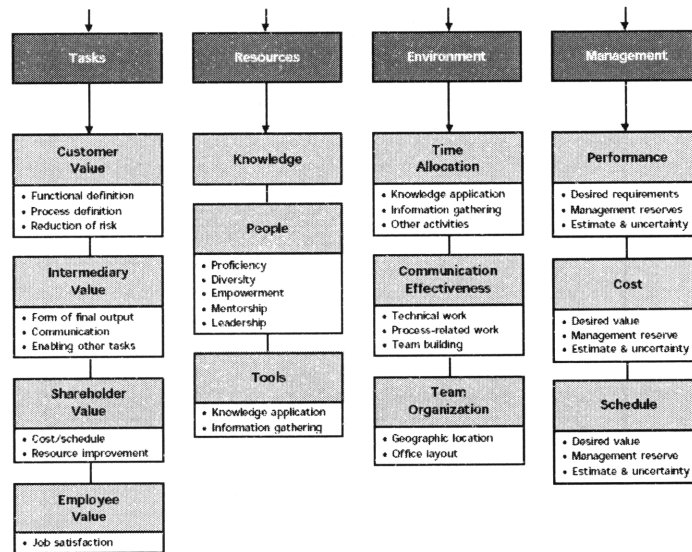 Tasks
Customer
Value
• Functional definition
• Process definition
• Reduction of risk
Intermediary
Value
• Form of final output
• Communication
• Enabling other tasks
Shareholder
Value
• Cost/schedule
• Resource improvement
Employee
Value
• Job satisfaction
Resources
Knowledge
People
• Proficiency
• Diversity
• Empowerment
• Mentorship
• Leadership
Tools
• Knowledge application
• Information gathering
Environment
Time
Allocation
• Knowledge application
• Information gathering
• Other activities
Communication
Effectiveness
• Technical work
• Process-related work
• Team building
Team
Organization
• Geographic location
• Office layout
Management
Performance
• Desired requirements
• Management reserves
• Estimate & uncertainty
Cost
• Desired value
• Management reserve
• Estimate & uncertainty
Schedule
• Desired value
• Management reserve
• Estimate & uncertainty